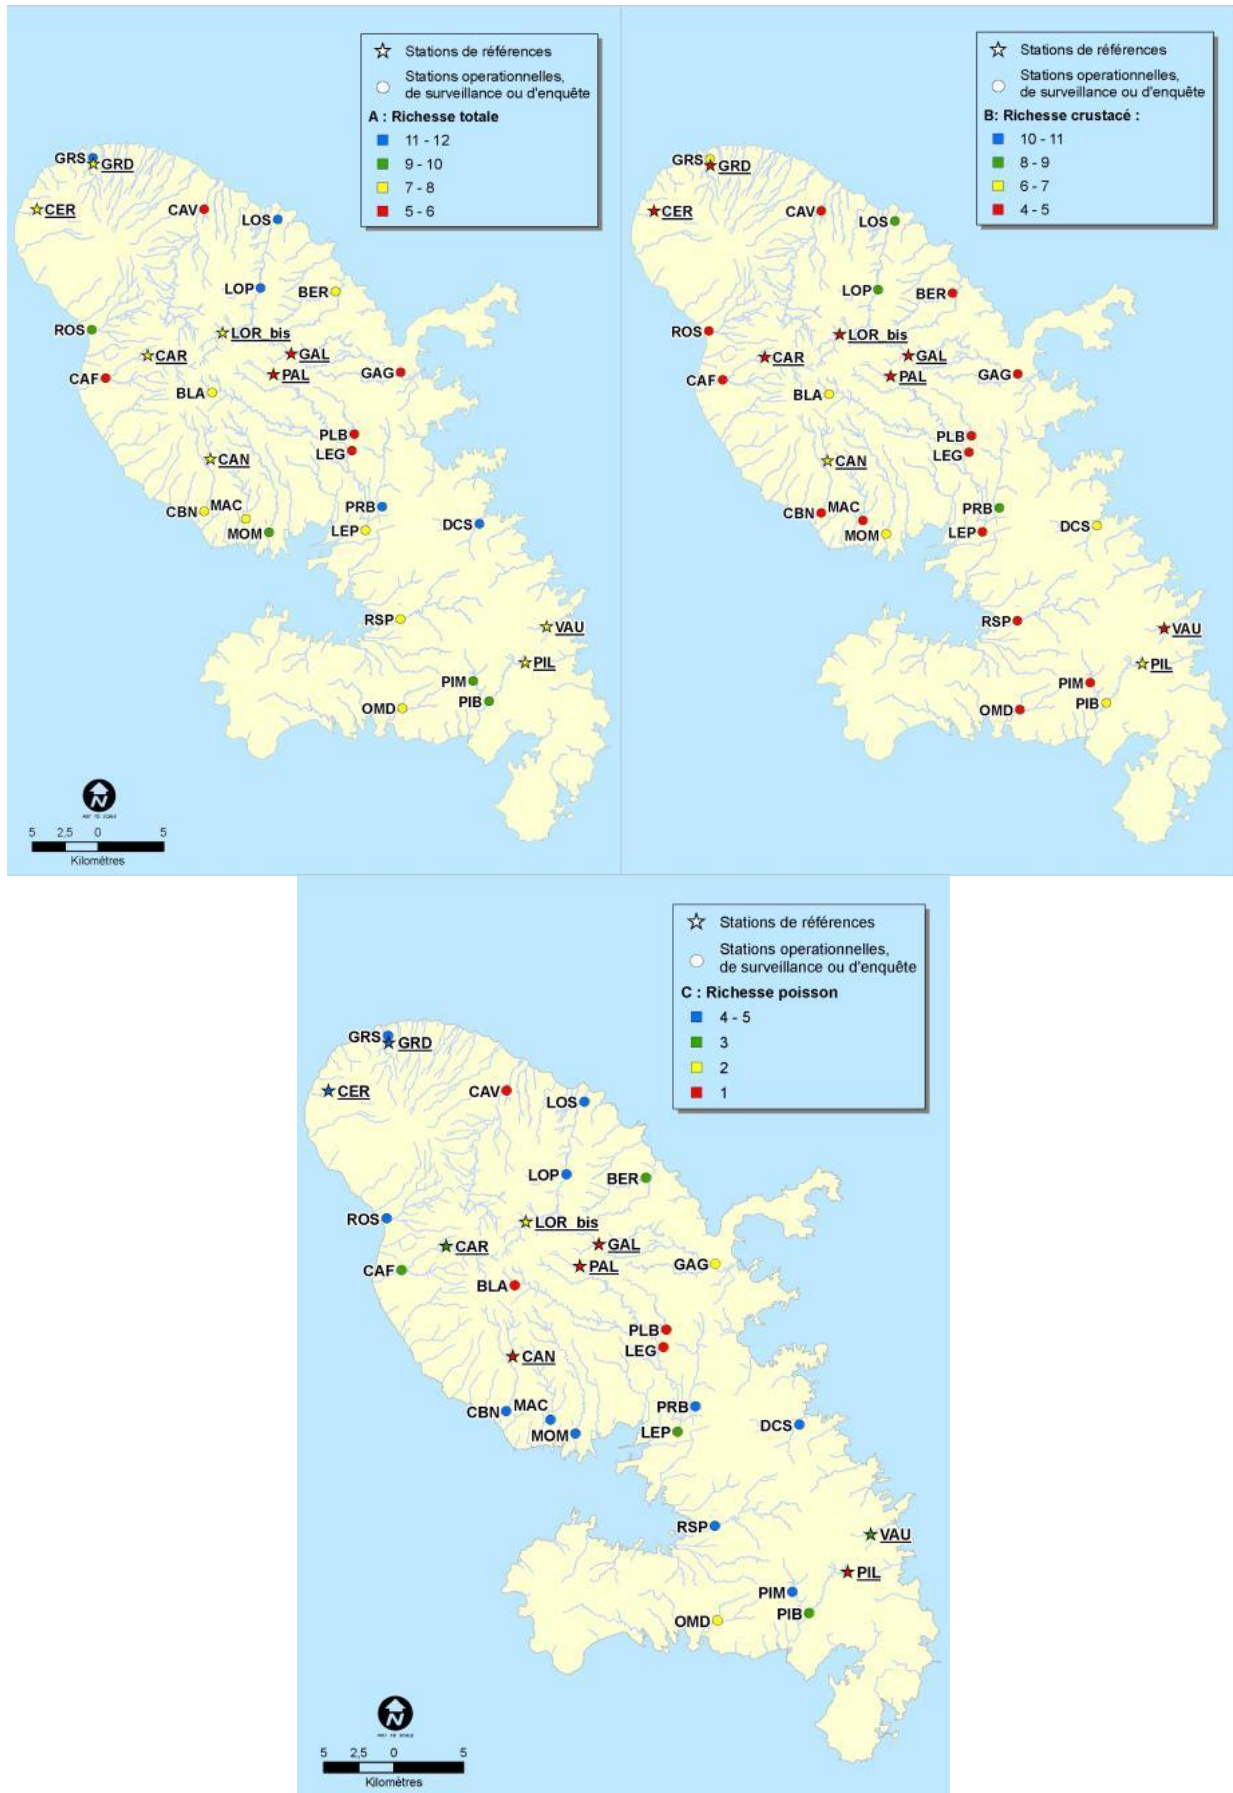 Stations de références
Stations operationnelles,
de surveillance ou d'enquête
A : Richesse totale
11 - 12
9 - 10
7 - 8
5 - 6
GRS
GRD
CER
CAV
LOS
LOP
BER
ROS
LOR_bis
CAR
GAL
CAF
PAL
GAG
BLA
PLB
LEG
CAN
CBN
MAC
PRB
MOM
LEP
DCS
RSP
VAU
PIL
PIM
PIB
OMD
N
5 2,5 0 5
Kilomètres
Stations de références
Stations operationnelles,
de surveillance ou d'enquête
B: Richesse crustacé :
10 - 11
8 - 9
6 - 7
4 - 5
GRS
GRD
CER
CAV
LOS
LOP
BER
ROS
LOR_bis
CAR
GAL
CAF
PAL
GAG
BLA
PLB
LEG
CAN
CBN
MAC
PRB
MOM
LEP
DCS
RSP
VAU
PIL
PIM
PIB
OMD
Stations de références
Stations operationnelles,
de surveillance ou d'enquête
C : Richesse poisson
4 - 5
3
2
1
GRS
GRD
CER
CAV
LOS
LOP
BER
ROS
LOR_bis
CAR
GAL
CAF
PAL
GAG
BLA
PLB
LEG
CAN
CBN
MAC
PRB
MOM
LEP
DCS
RSP
VAU
PIL
PIM
PIB
OMD
N
5 2,5 0 5
Kilomètres